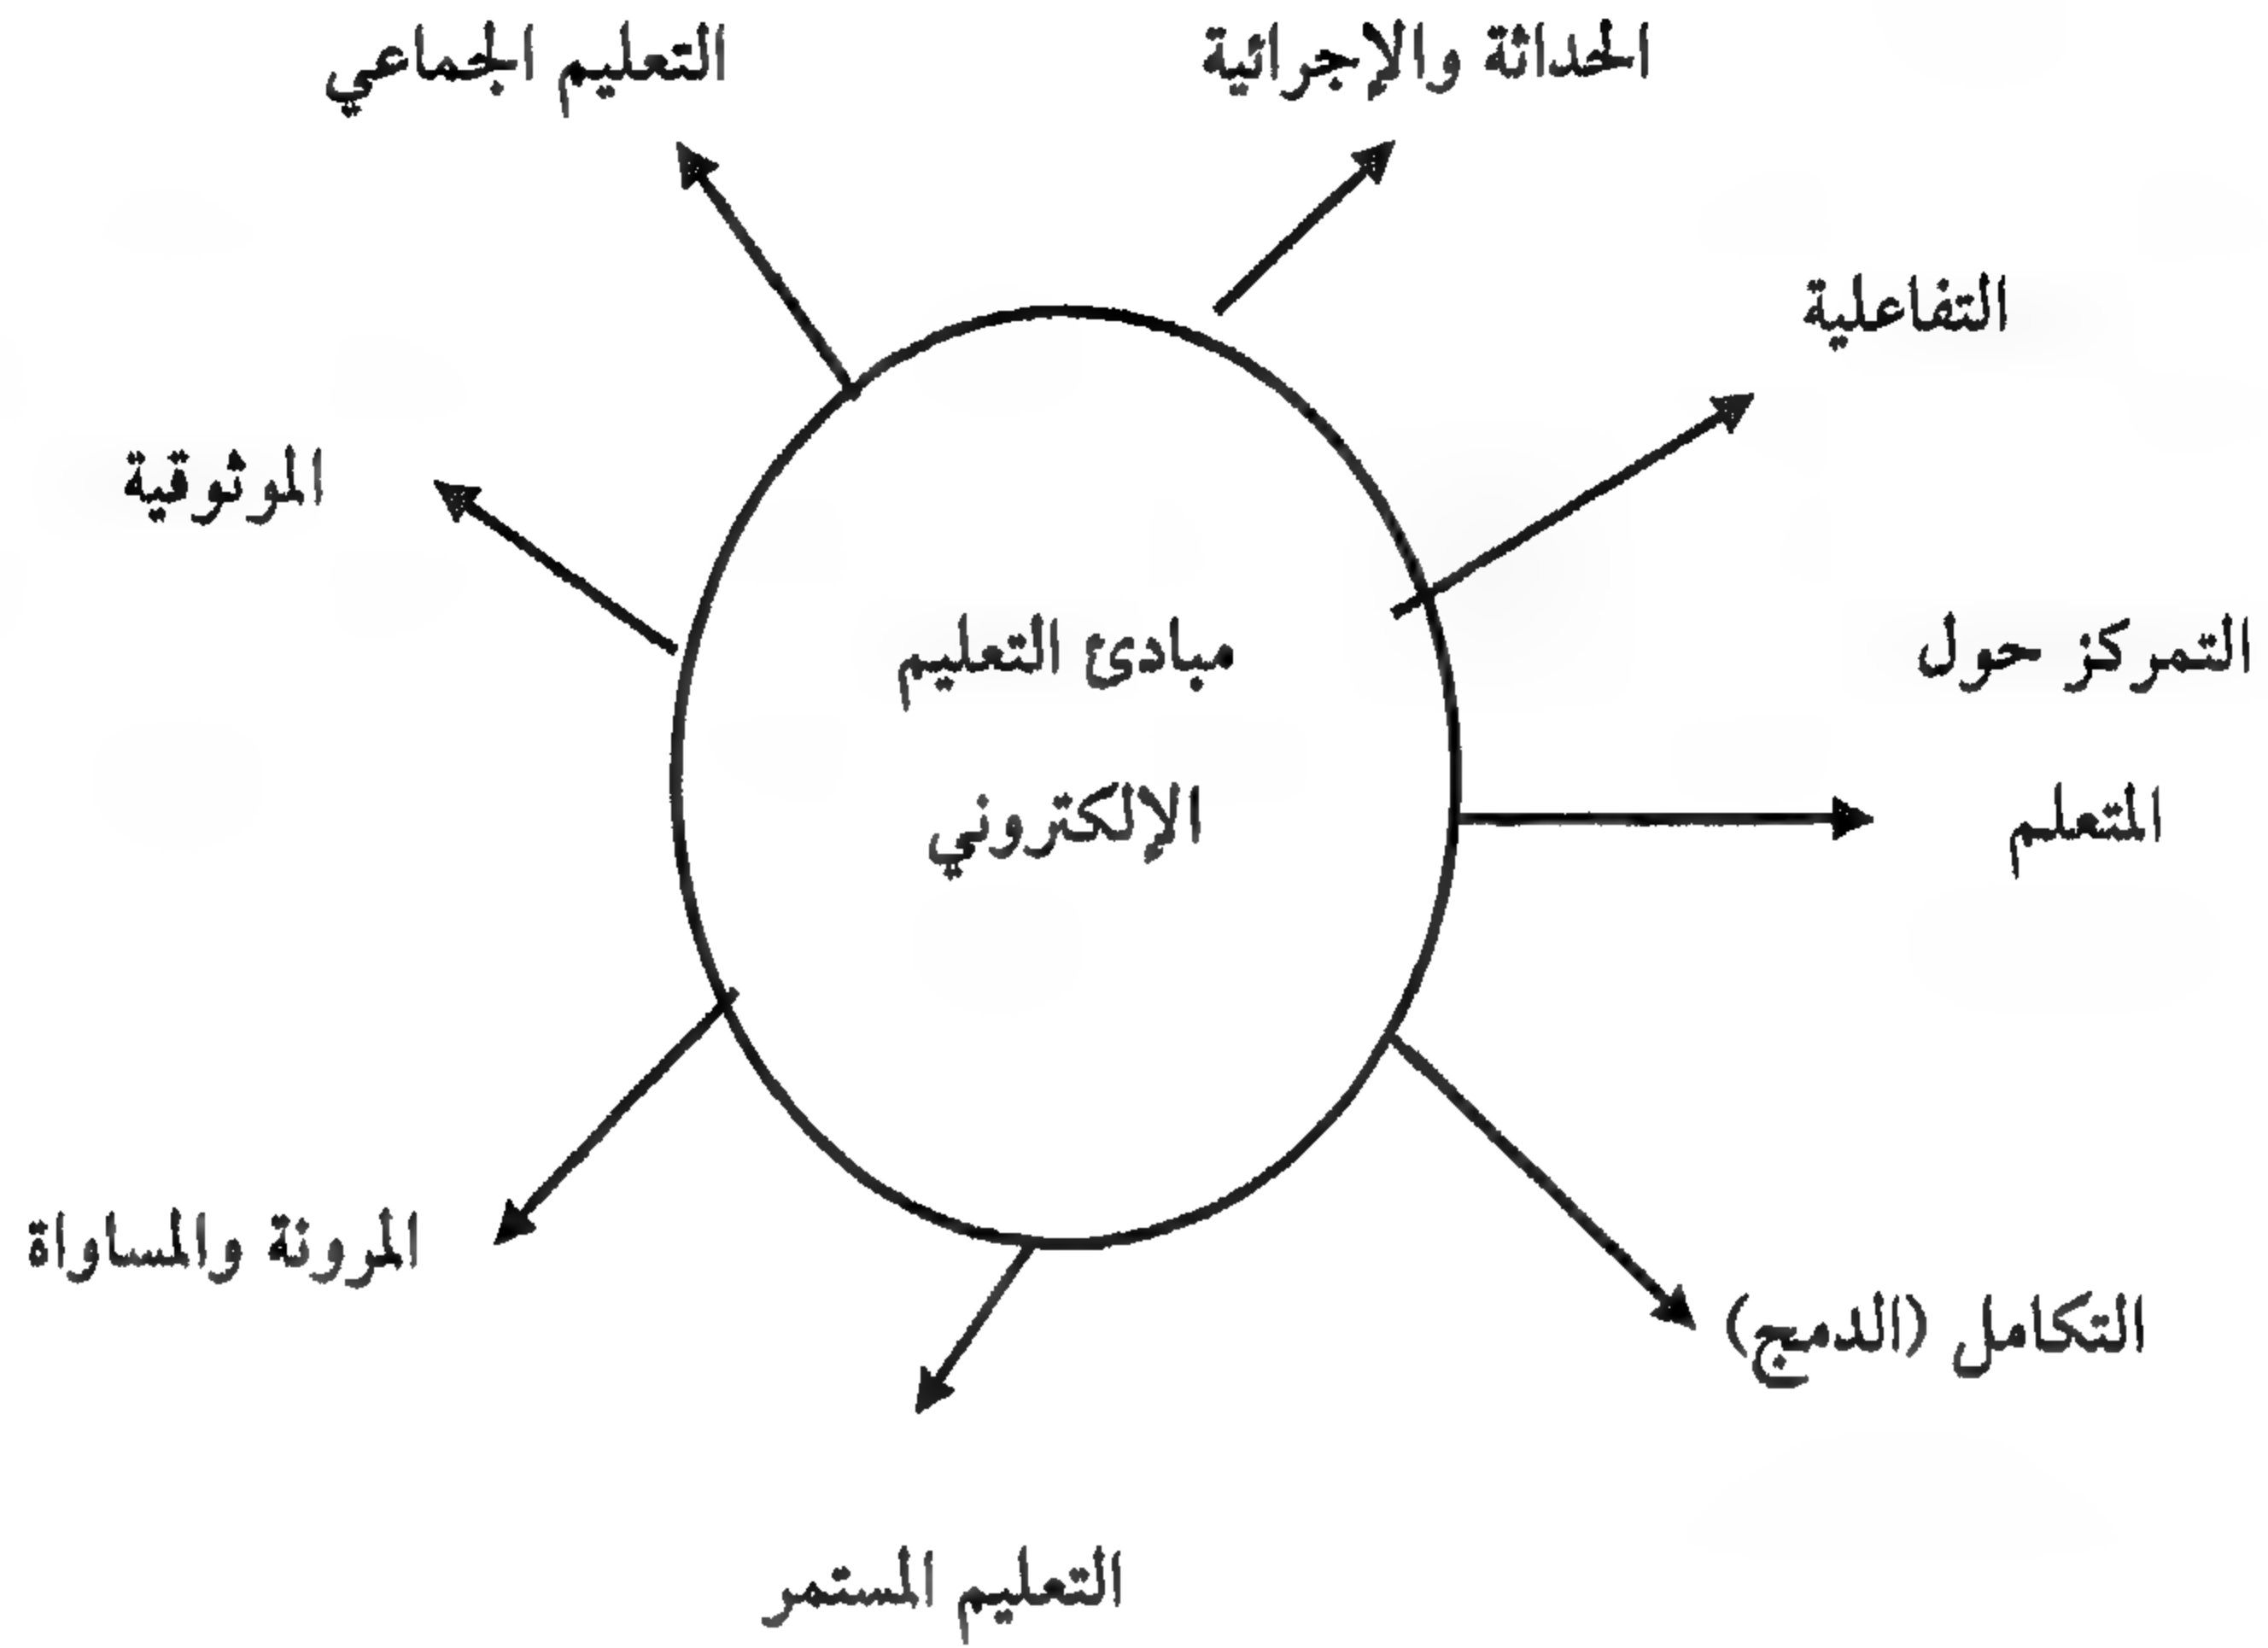 الحداثة والإجرائية
التعليم الجماعي
التفاعلية
الموثوقية
التمركز حول
المتعلم
مبادئ التعليم
الإلكتروني
المرونة والمساواة
التكامل (الدمج)
التعليم المستمر